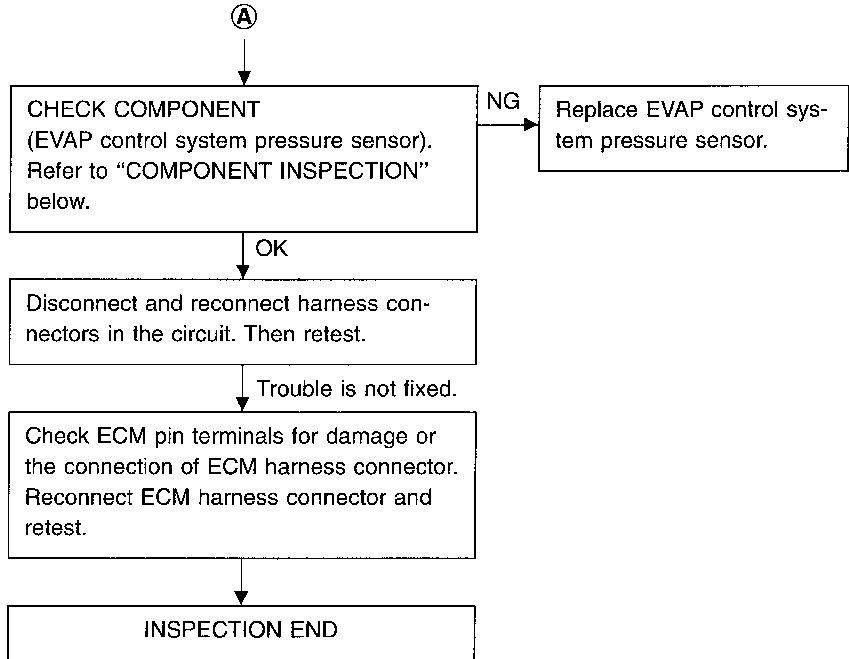 A
CHECK COMPONENT
(EVAP control system pressure sensor).
Refer to “COMPONENT INSPECTION”
below.
NG
Replace EVAP control sys-
tem pressure sensor.
OK
Disconnect and reconnect harness con-
nectors in the circuit. Then retest.
Trouble is not fixed.
Check ECM pin terminals for damage or
the connection of ECM harness connector.
Reconnect ECM harness connector and
retest.
INSPECTION END